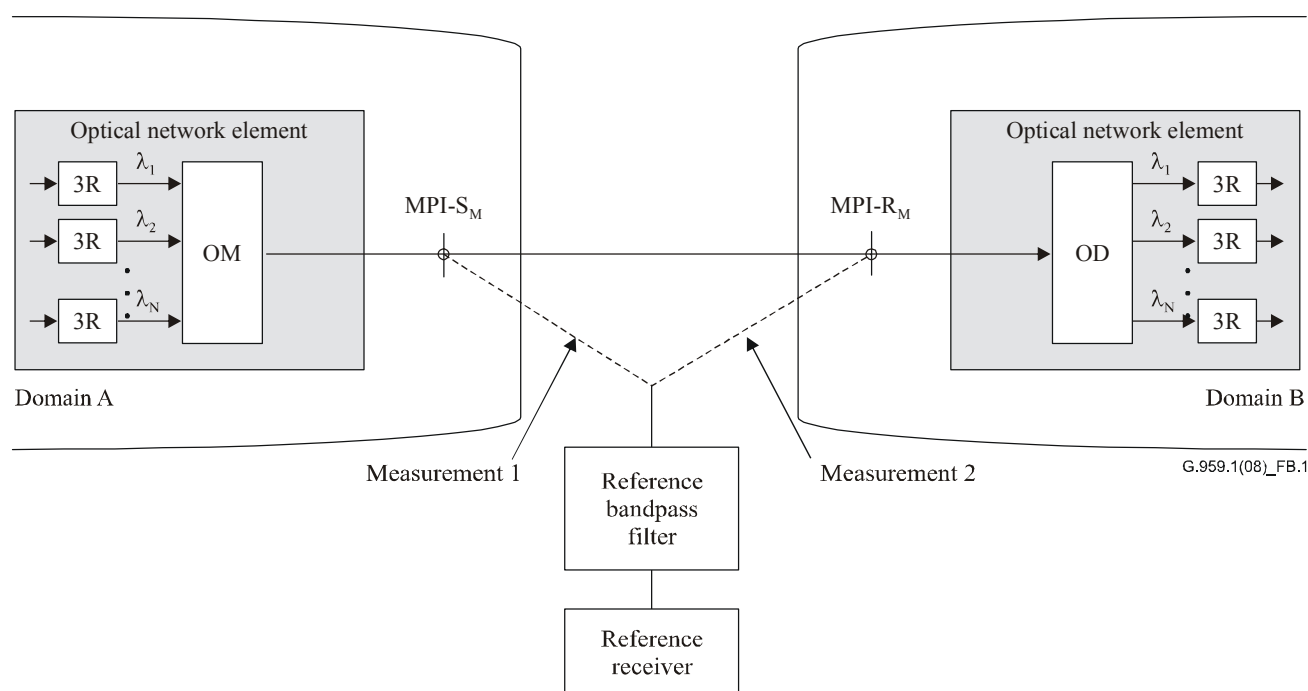 Optical network element
3R
λ1
3R
λ2
3R
λN
OM
Domain A
MPI-SM
MPI-RM
Optical network element
OD
λ1
3R
λ2
3R
λN
3R
Domain B
Measurement 1
Measurement 2
G.959.1(08)_FB.1
Reference
bandpass
filter
Reference
receiver